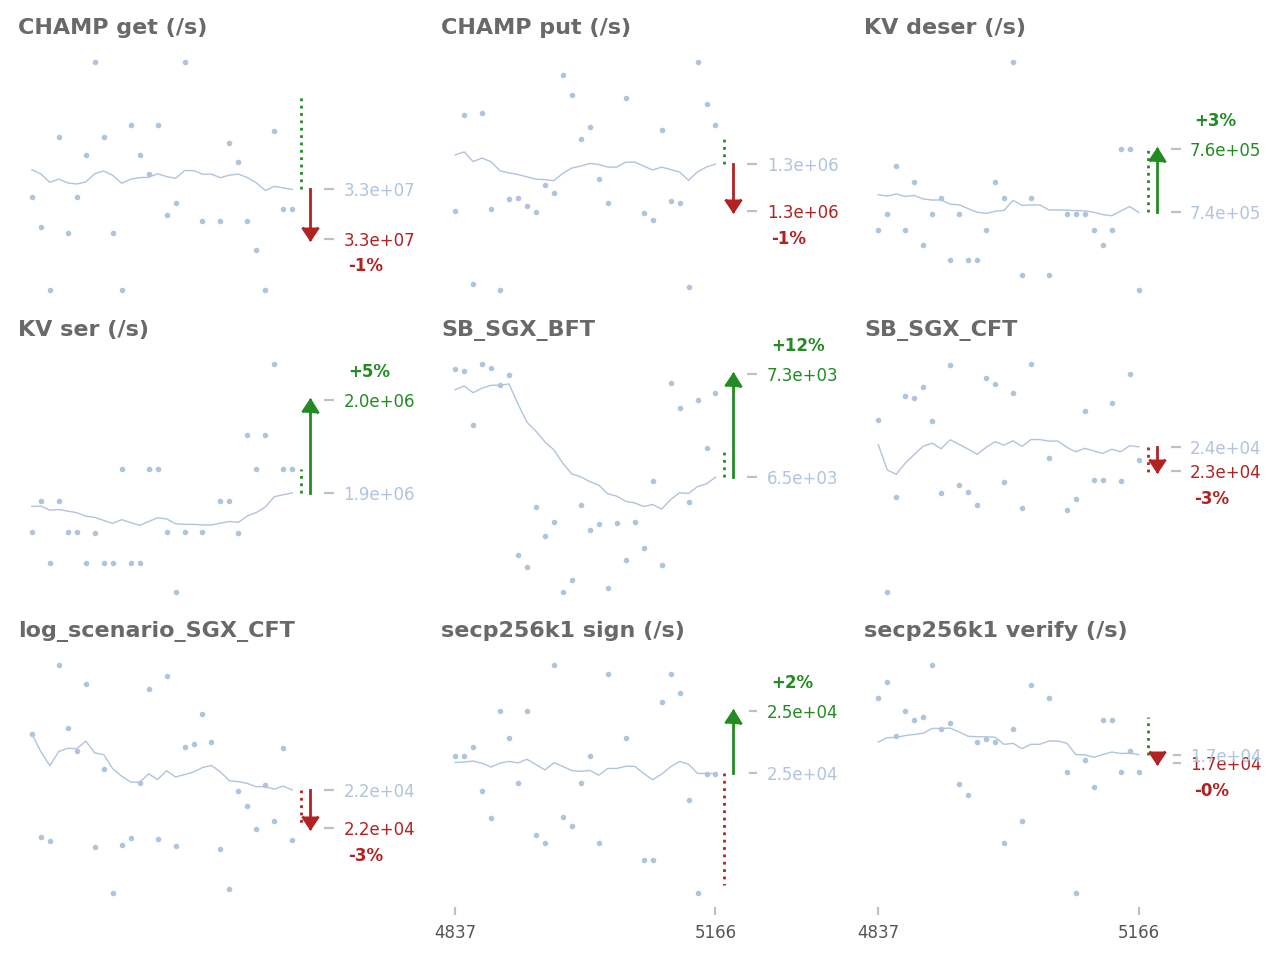 CHAMP get (/s)
3.3e+07
3.3e+07
-1%
CHAMP put (/s)
1.3e+06
1.3e+06
-1%
KV deser (/s)
+3%
7.6e+05
7.4e+05
KV ser (/s)
+5%
2.0e+06
1.9e+06
SB_SGX_BFT
+12%
7.3e+03
6.5e+03
SB_SGX_CFT
2.4e+04
2.3e+04
-3%
log_scenario_SGX_CFT
2.2e+04
2.2e+04
-3%
secp256k1 sign (/s)
+2%
2.5e+04
2.5e+04
4837
5166
secp256k1 verify (/s)
1.7e+04
1.7e+04
-0%
4837
5166